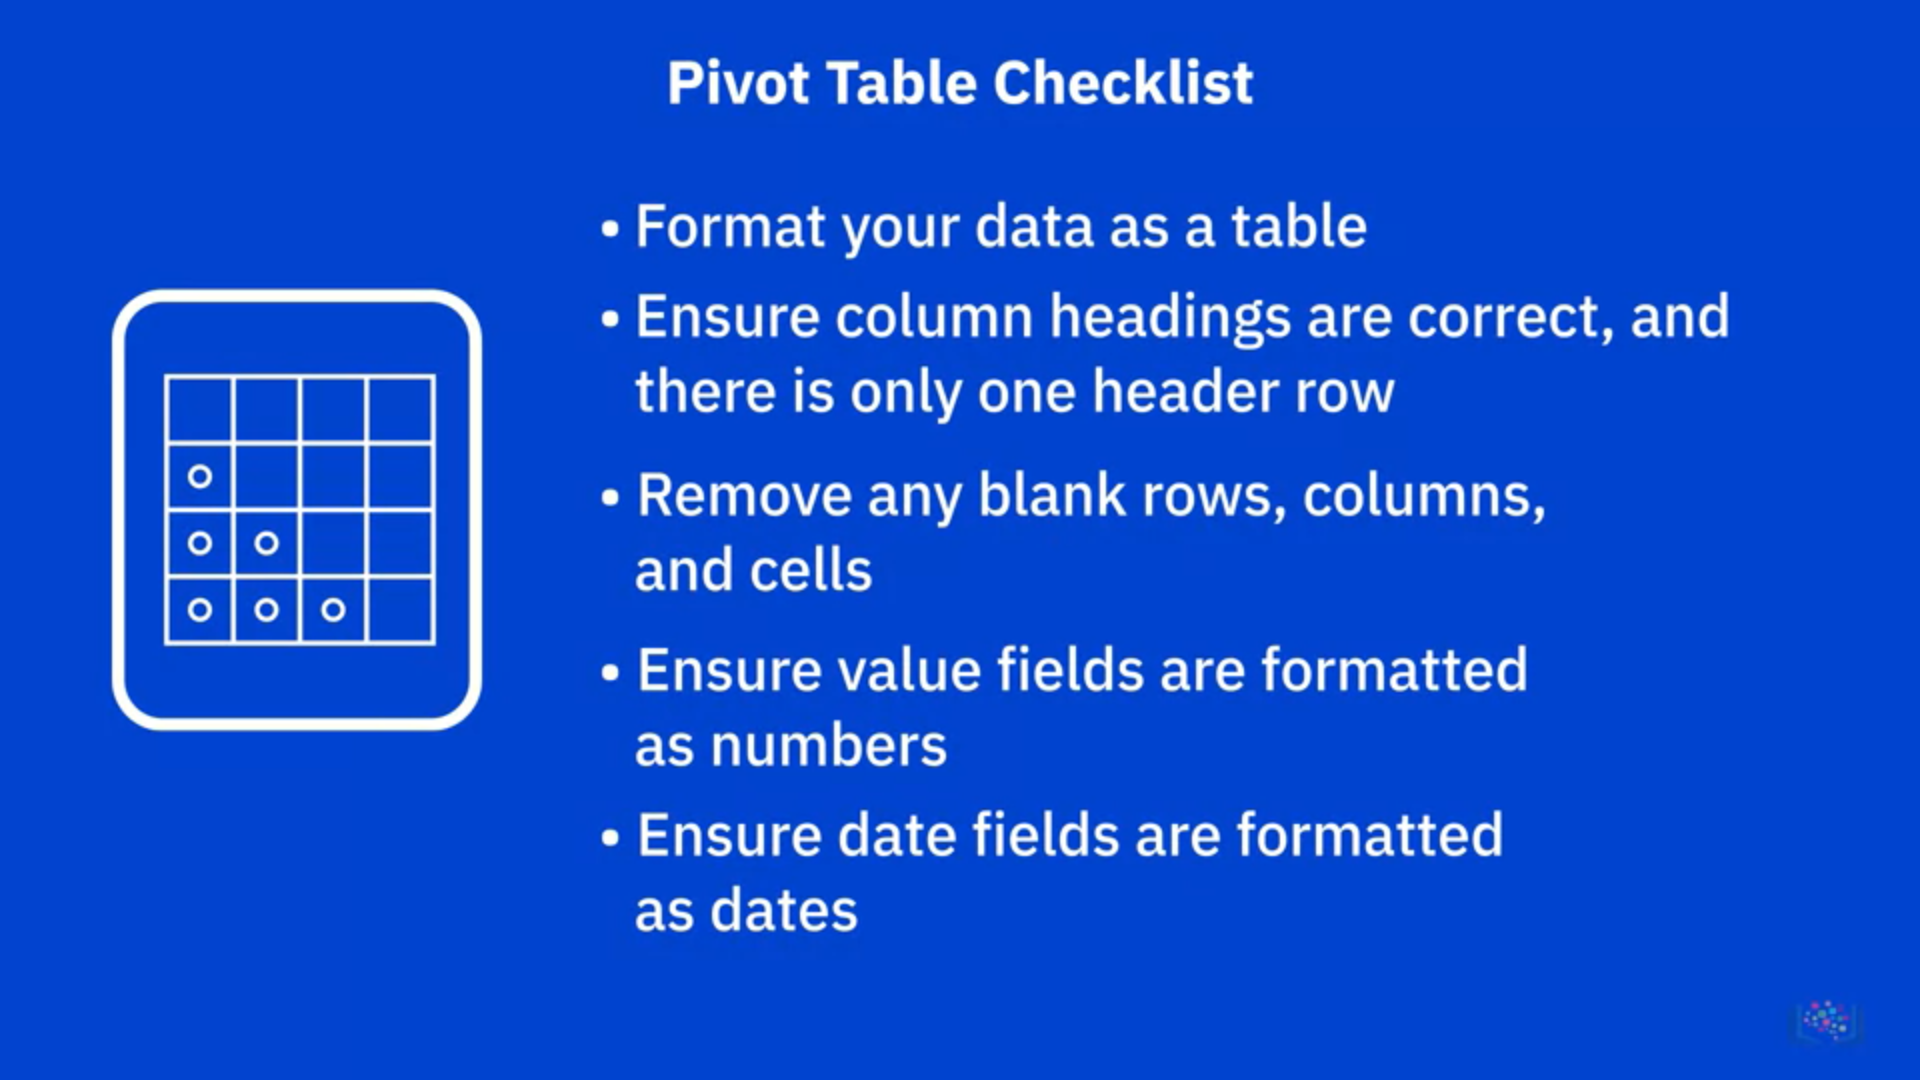 Pivot Table Checklist
• Format your data as a table
• Ensure column headings are correct, and
there is only one header row
• Remove any blank rows, columns,
and cells
• Ensure value fields are formatted
as numbers
• Ensure date fields are formatted
as dates